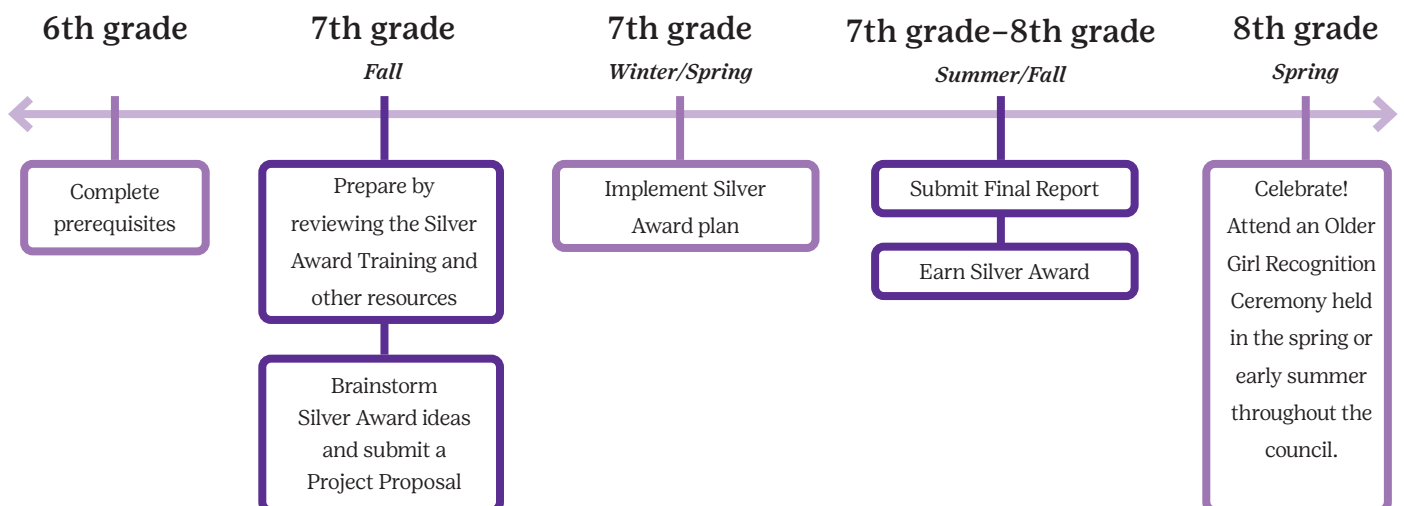 6th grade
Complete
prerequisites
7th grade
Fall
Prepare by
reviewing the Silver
Award Training and
other resources
Brainstorm
Silver Award ideas
and submit a
Project Proposal
7th grade
Winter/Spring
Implement Silver
Award plan
7th grade–8th grade
Summer/Fall
Submit Final Report
Earn Silver Award
8th grade
Spring
Celebrate!
Attend an Older
Girl Recognition
Ceremony held
in the spring or
early summer
throughout the
council.